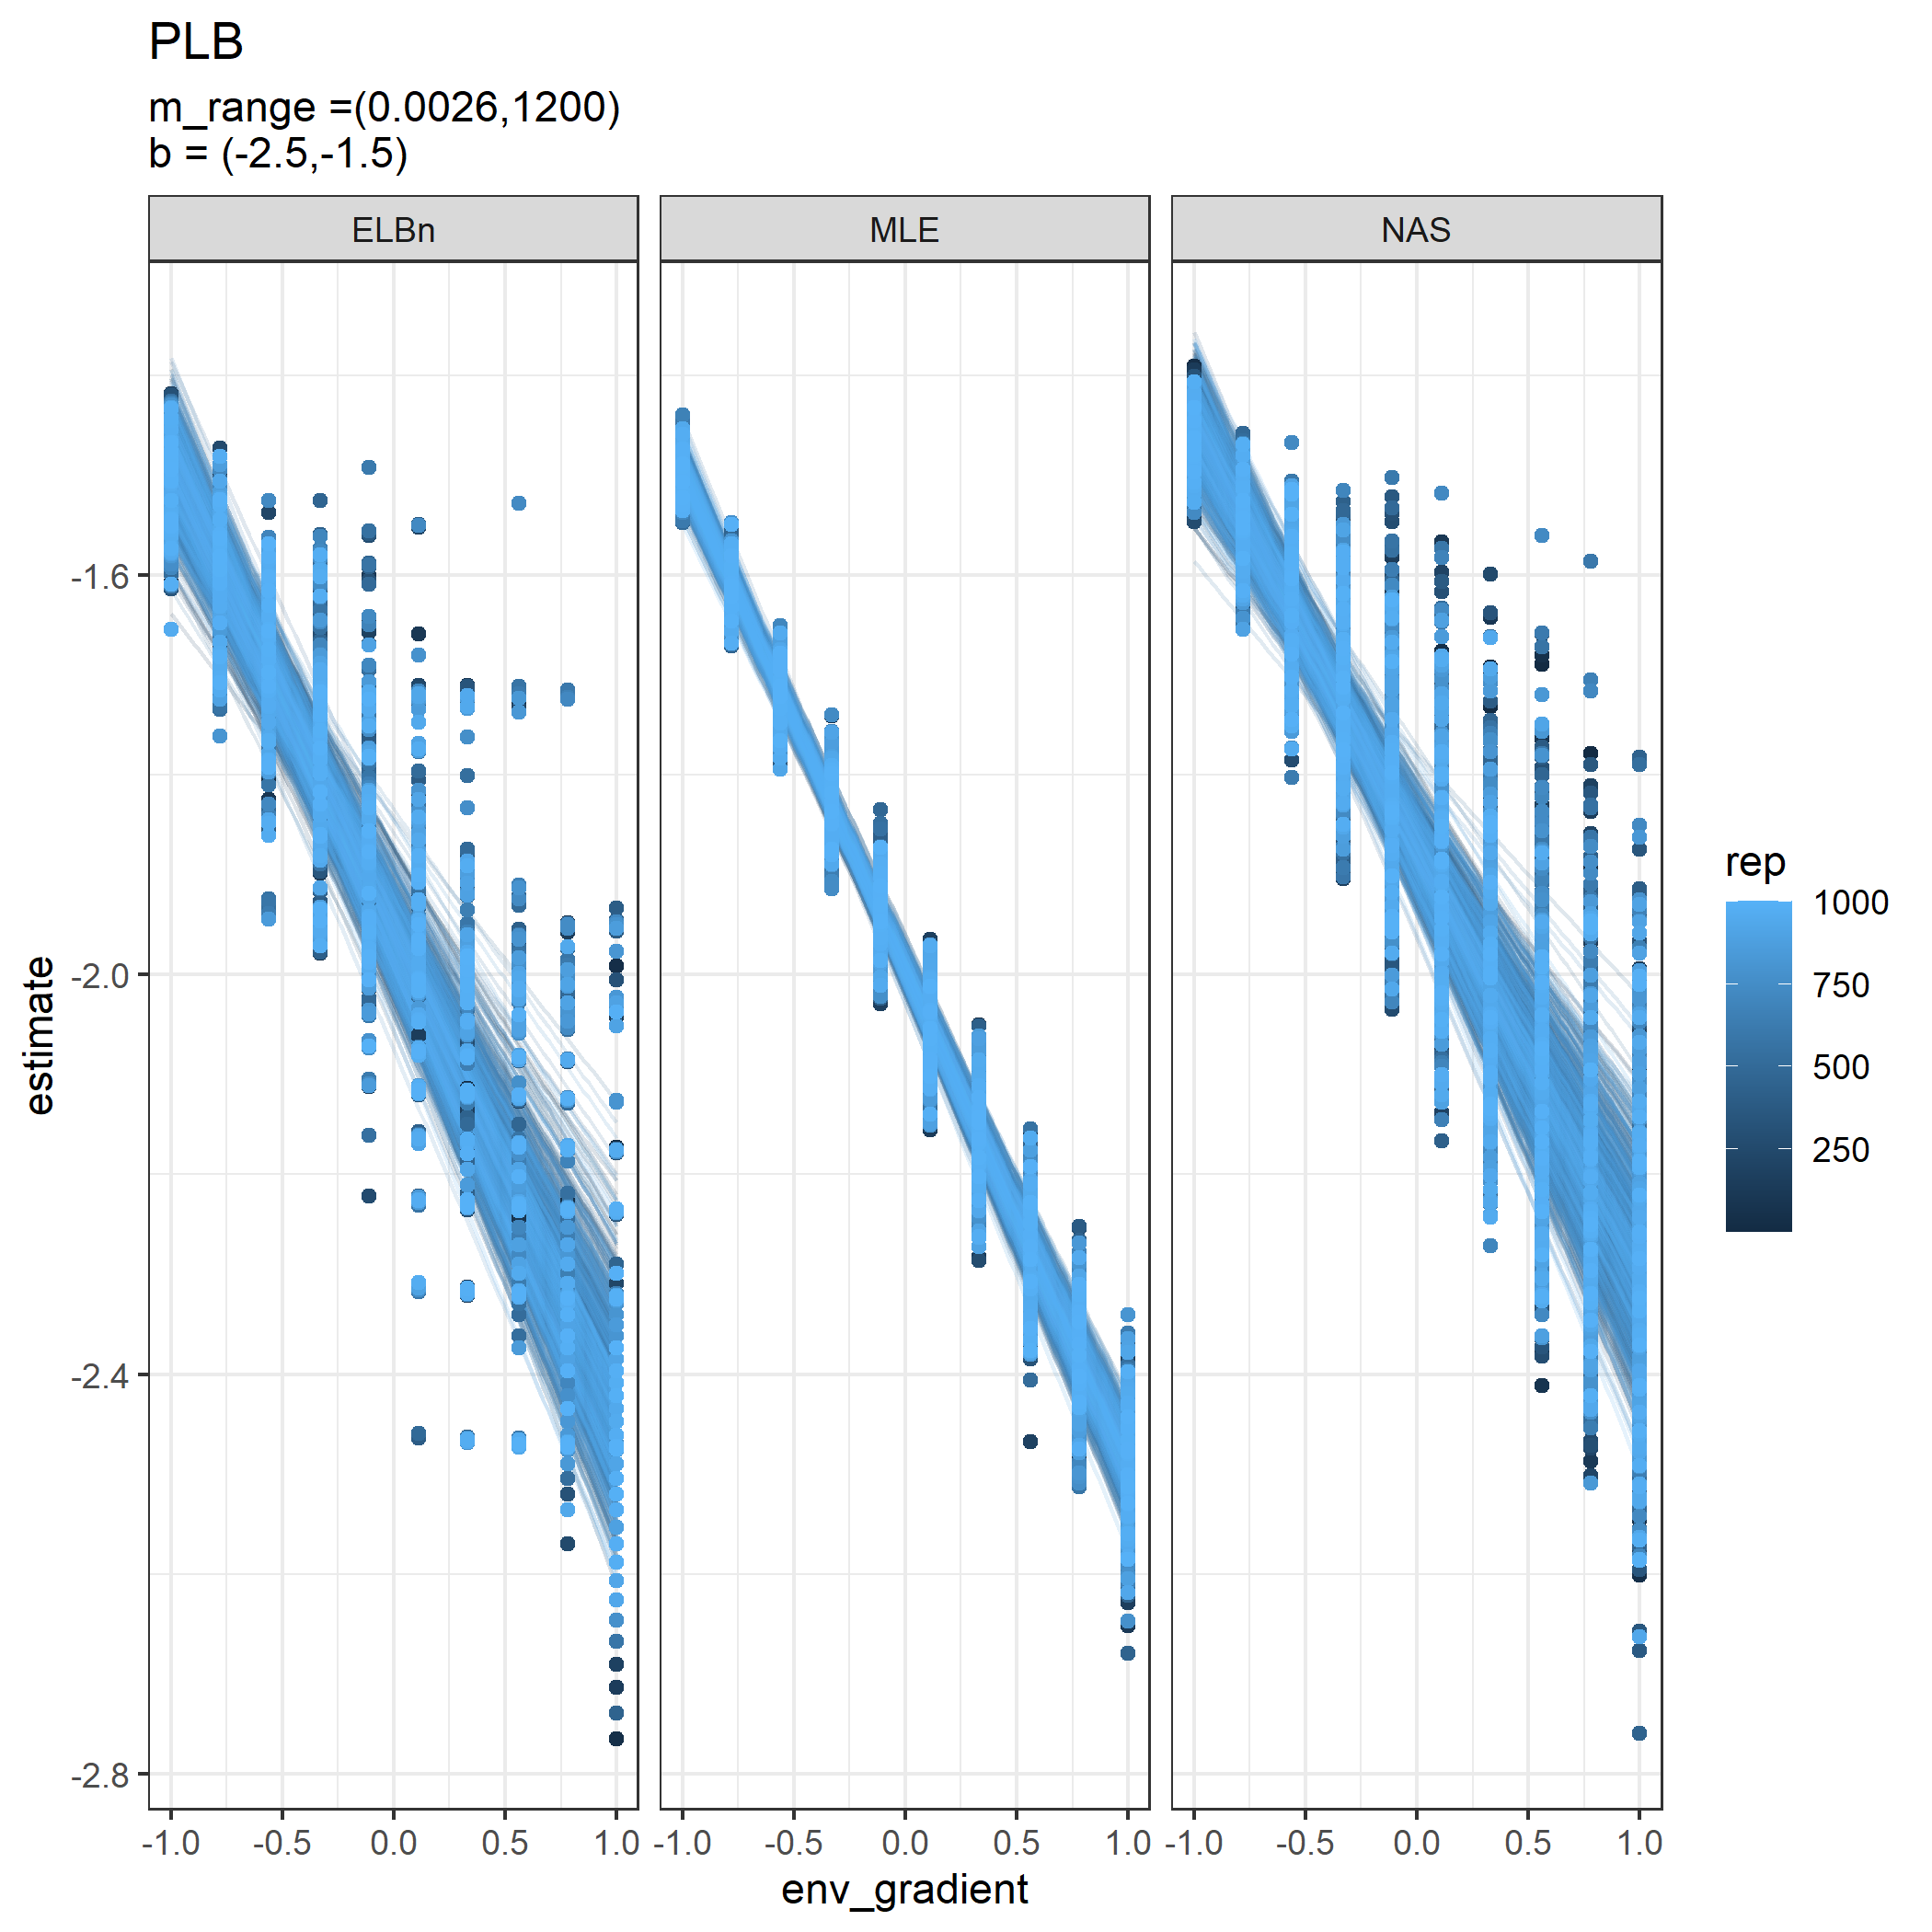 PLB
m_range =(0.0026,1200)
b = (-2.5,-1.5)
ELBn MLE NAS
-1.6
-2.0
-2.4
-2.8
estimate
-1.0 -0.5 0.0 0.5 1.0 -1.0 -0.5 0.0 0.5 1.0 -1.0 -0.5 0.0 0.5 1.0
env_gradient
rep
1000
750
500
250